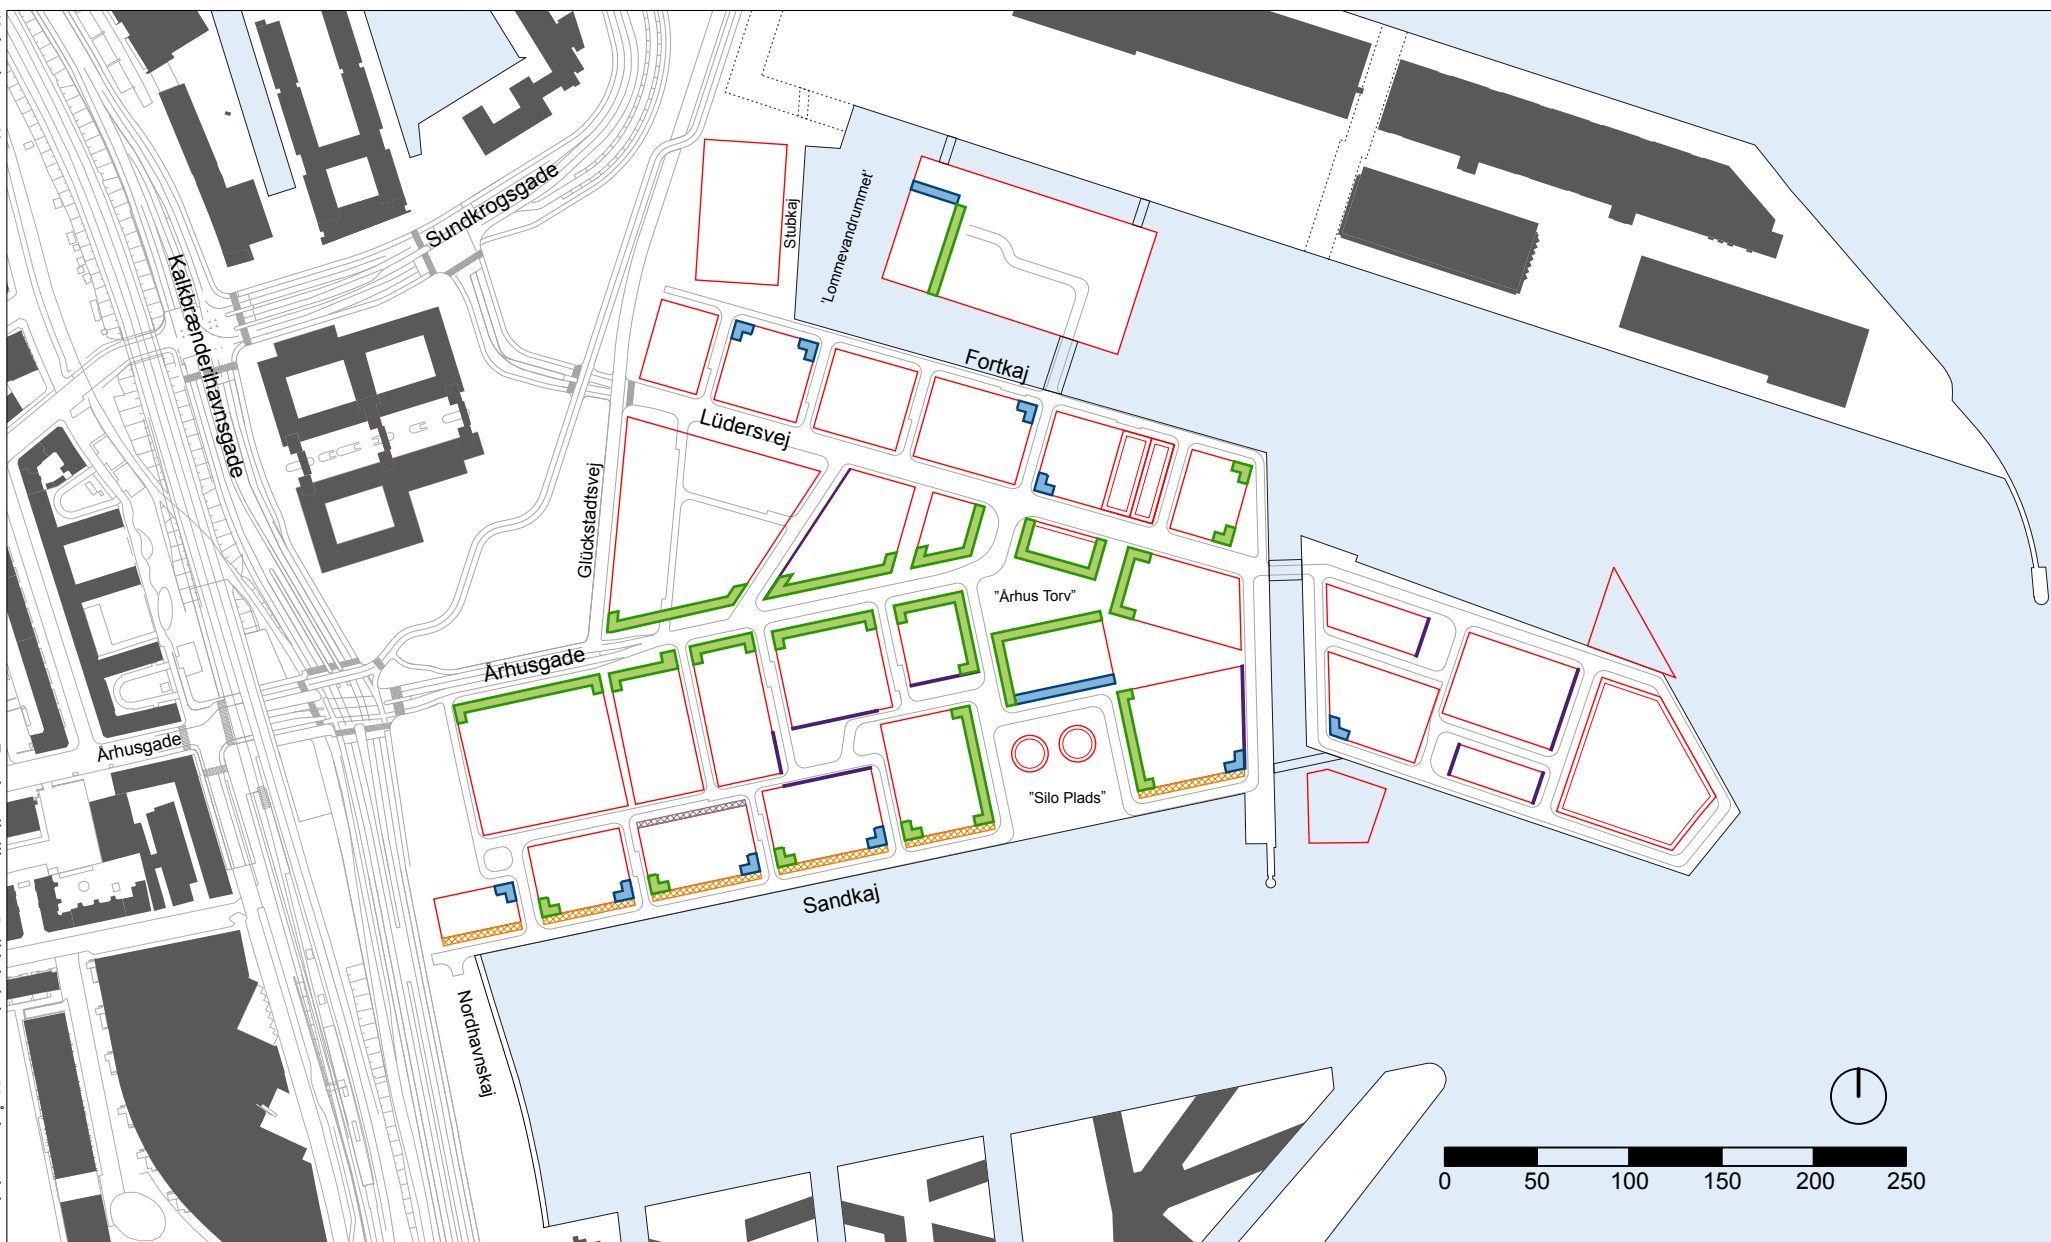 Sundkrogsgade
Kalkbrænderihavnsgade
Stubkaj
'Lommevandrummet'
Fortkaj
Lüdersvej
Glückstadtsvej
"Århus Torv"
Århusgade
Århusgade
"Silo Plads"
Sandkaj
Nordhavnskaj
0 50 100 150 200 250